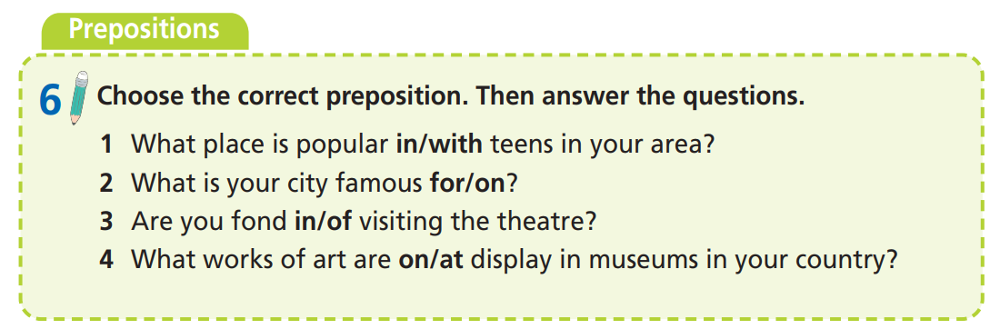 Prepositions
6 Choose the correct preposition. Then answer the questions.
1 What place is popular in/with teens in your area?
2 What is your city famous for/on?
3 Are you fond in/of visiting the theatre?
4 What works of art are on/at display in museums in your country?